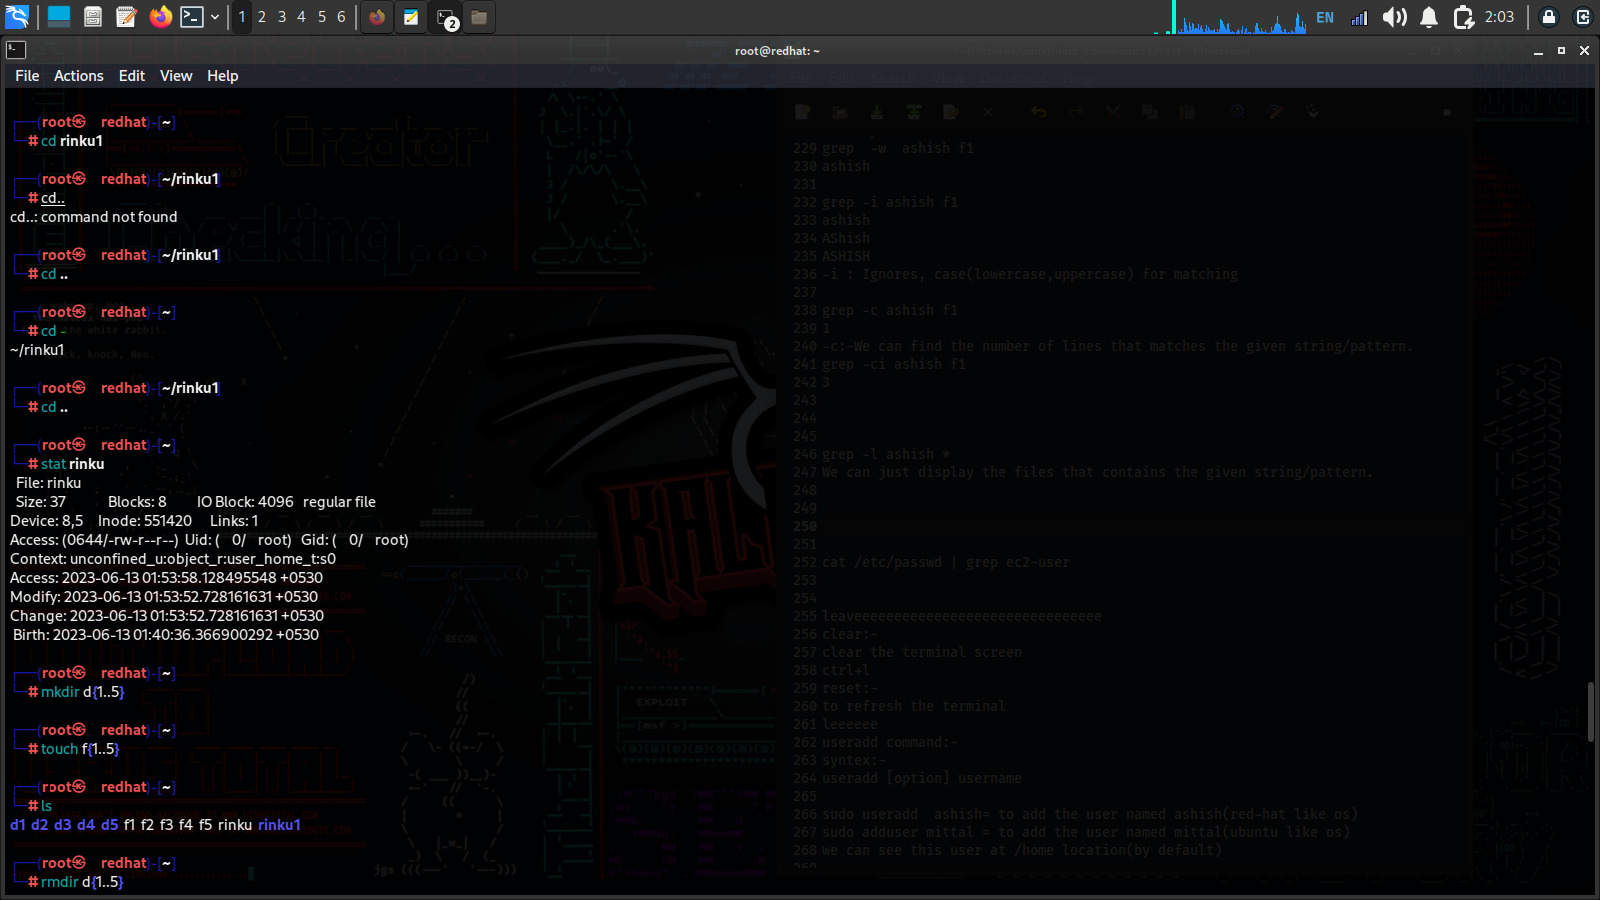 1 2 3 4 5 6
2
EN
2:03
root@redhat: ~
File Actions Edit View Help
(root㉿ redhat)-[~]
# cd rinku1
(root㉿ redhat)-[~/rinku1]
# cd..
cd..: command not found
(root㉿ redhat)-[~/rinku1]
# cd ..
(root㉿ redhat)-[~]
# cd -
~/rinku1
(root㉿ redhat)-[~/rinku1]
# cd ..
(root㉿ redhat)-[~]
# stat rinku
File: rinku
Size: 37 Blocks: 8 IO Block: 4096 regular file
Device: 8,5 Inode: 551420 Links: 1
Access: (0644/-rw-r--r--) Uid: ( 0/ root) Gid: ( 0/ root)
Context: unconfined_u:object_r:user_home_t:s0
Access: 2023-06-13 01:53:58.128495548 +0530
Modify: 2023-06-13 01:53:52.728161631 +0530
Change: 2023-06-13 01:53:52.728161631 +0530
Birth: 2023-06-13 01:40:36.366900292 +0530
(root㉿ redhat)-[~]
# mkdir d{1..5}
(root㉿ redhat)-[~]
# touch f{1..5}
(root㉿ redhat)-[~]
# ls
d1 d2 d3 d4 d5 f1 f2 f3 f4 f5 rinku rinku1
(root㉿ redhat)-[~]
# rmdir d{1..5}
229 grep -w ashish f1
230 ashish
231
232 grep -i ashish f1
233 ashish
234 AShish
235 ASHISH
236 -i : Ignores, case(lowercase,uppercase) for matching
237
238 grep -c ashish f1
239 1
240 -c:-We can find the number of lines that matches the given string/pattern.
241 grep -ci ashish f1
242 3
243
244
245
246 grep -l ashish *
247 We can just display the files that contains the given string/pattern.
248
249
250
251
252 cat /etc/passwd | grep ec2-user
253
254
255 leaveeeeeeeeeeeeeeeeeeeeeeeeeeeeeee
256 clear:-
257 clear the terminal screen
258 ctrl+l
259 reset:-
260 to refresh the terminal
261 leeeeee
262 useradd command:-
263 syntex:-
264 useradd [option] username
265
266 sudo useradd ashish= to add the user named ashish(red-hat like os)
267 sudo adduser mittal = to add the user named mittal(ubuntu like os)
268 we can see this user at /home location(by default)
Creator
Checking...
the white rabbit.
knock, Neo.
KAL
RECON
EXPLOIT
[msf >]
jgs